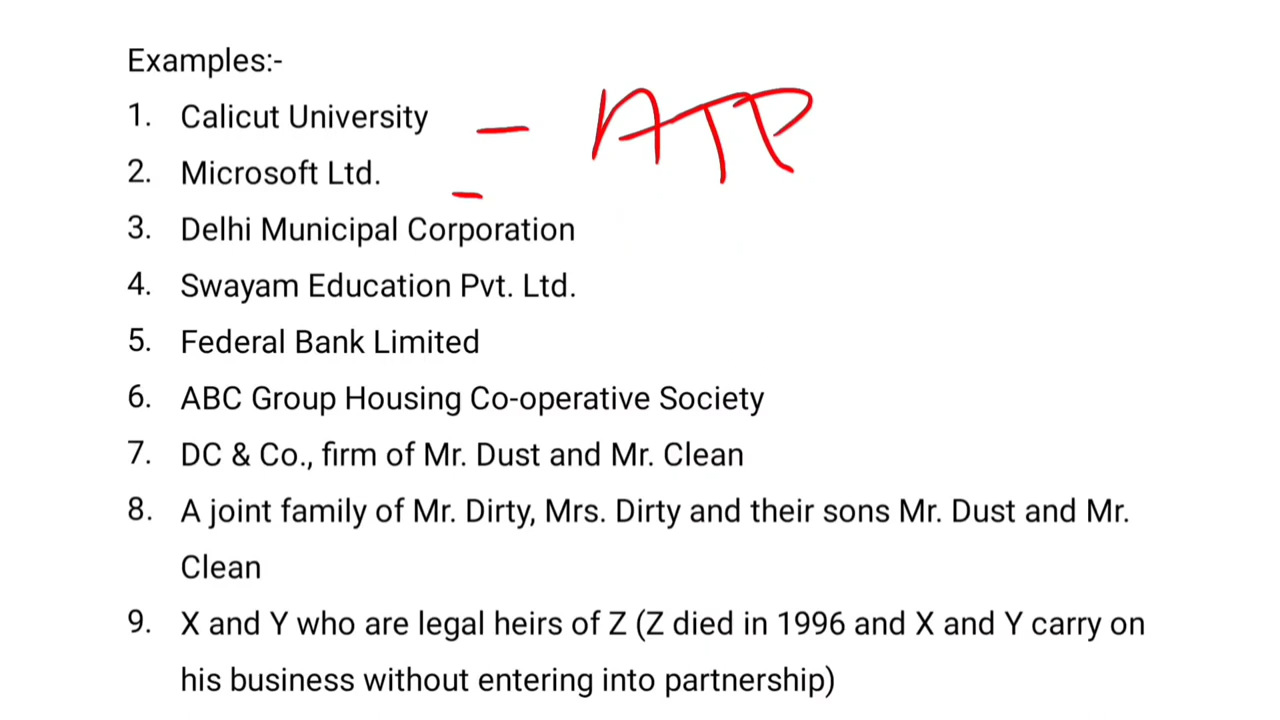 Examples:-
1. Calicut University - ATP
2. Microsoft Ltd. -
3. Delhi Municipal Corporation
4. Swayam Education Pvt. Ltd.
5. Federal Bank Limited
6. ABC Group Housing Co-operative Society
7. DC & Co., firm of Mr. Dust and Mr. Clean
8. A joint family of Mr. Dirty, Mrs. Dirty and their sons Mr. Dust and Mr.
Clean
9. X and Y who are legal heirs of Z (Z died in 1996 and X and Y carry on
his business without entering into partnership)